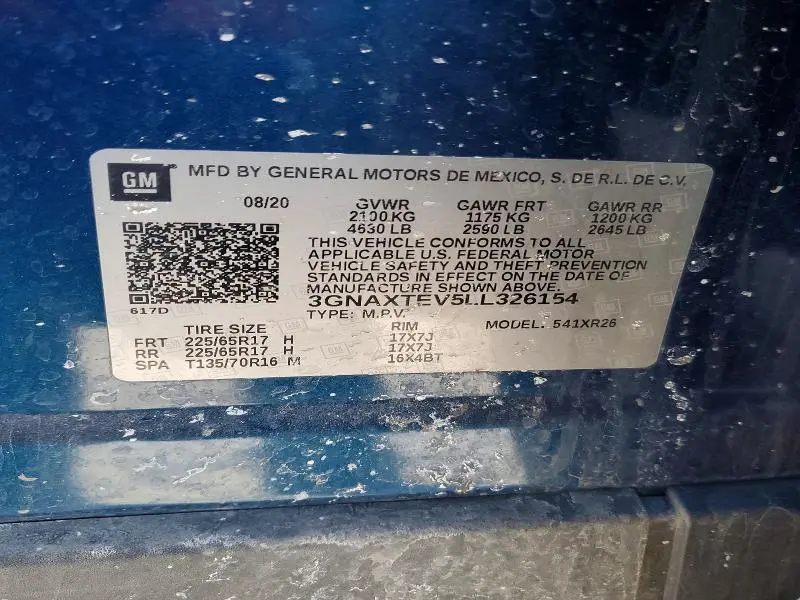 GM
MFD BY GENERAL MOTORS DE MEXICO, S. DE R.L. DE C.V.
08/20 GVWR GAWR FRT GAWR RR
2100 KG 1175 KG 1200 KG
4630 LB 2590 LB 2645 LB
THIS VEHICLE CONFORMS TO ALL
APPLICABLE U.S. FEDERAL MOTOR
VEHICLE SAFETY AND THEFT PREVENTION
STANDARDS IN EFFECT ON THE DATE OF
MANUFACTURE SHOWN ABOVE.
617D 3GNAXTEV5LL326154
TYPE: M.P.V.
TIRE SIZE RIM MODEL: 541XR26
FRT 225/65R17 H 17X7J
RR 225/65R17 H 17X7J
SPA T135/70R16 M 16X4BT